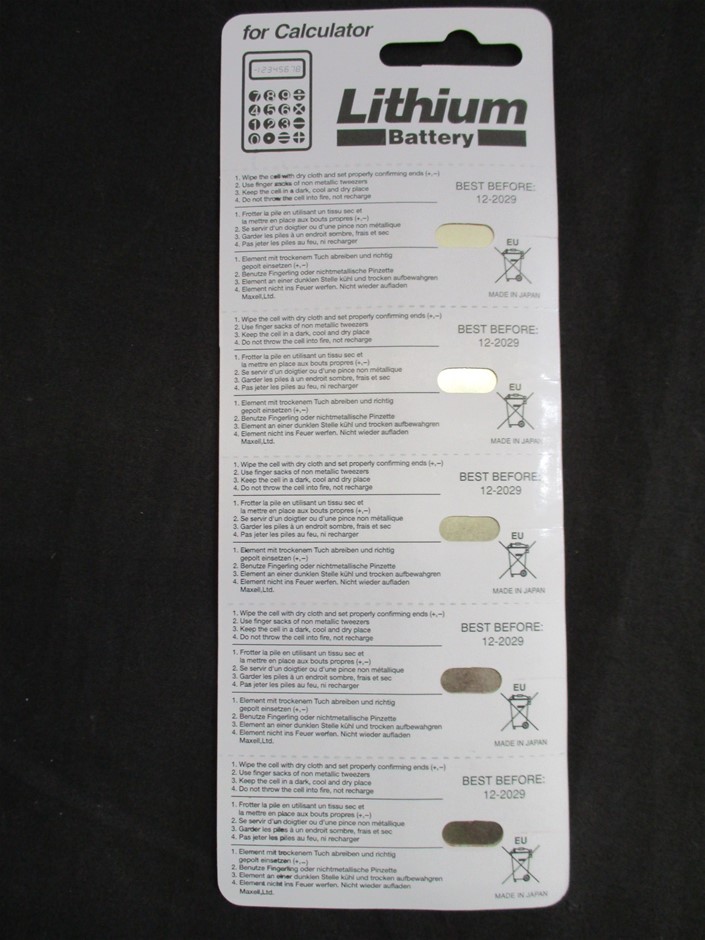 for Calculator
-12345678
7 8 9 ÷
4 5 6 ×
1 2 3 −
0 • = +
Lithium
Battery
1. Wipe the cell with dry cloth and set properly confirming ends (+,−)
2. Use finger sacks of non metallic tweezers
3. Keep the cell in a dark, cool and dry place
4. Do not throw the cell into fire, not recharge
BEST BEFORE:
12-2029
1. Frotter la pile en utilisant un tissu sec et
la mettre en place aux bouts propres (+,−)
2. Se servir d'un doigtier ou d'une pince non métallique
3. Garder les piles à un endroit sombre, frais et sec
4. Pas jeter les piles au feu, ni recharger
EU
1. Element mit trockenem Tuch abreiben und richtig
gepolt einsetzen (+,−)
2. Benutze Fingerling oder nichtmetallische Pinzette
3. Element an einer dunklen Stelle kühl und trocken aufbewahren
4. Element nicht ins Feuer werfen. Nicht wieder aufladen
Maxell,Ltd.
MADE IN JAPAN
1. Wipe the cell with dry cloth and set properly confirming ends (+,−)
2. Use finger sacks of non metallic tweezers
3. Keep the cell in a dark, cool and dry place
4. Do not throw the cell into fire, not recharge
BEST BEFORE:
12-2029
1. Frotter la pile en utilisant un tissu sec et
la mettre en place aux bouts propres (+,−)
2. Se servir d'un doigtier ou d'une pince non métallique
3. Garder les piles à un endroit sombre, frais et sec
4. Pas jeter les piles au feu, ni recharger
EU
1. Element mit trockenem Tuch abreiben und richtig
gepolt einsetzen (+,−)
2. Benutze Fingerling oder nichtmetallische Pinzette
3. Element an einer dunklen Stelle kühl und trocken aufbewahren
4. Element nicht ins Feuer werfen. Nicht wieder aufladen
Maxell,Ltd.
MADE IN JAPAN
1. Wipe the cell with dry cloth and set properly confirming ends (+,−)
2. Use finger sacks of non metallic tweezers
3. Keep the cell in a dark, cool and dry place
4. Do not throw the cell into fire, not recharge
BEST BEFORE:
12-2029
1. Frotter la pile en utilisant un tissu sec et
la mettre en place aux bouts propres (+,−)
2. Se servir d'un doigtier ou d'une pince non métallique
3. Garder les piles à un endroit sombre, frais et sec
4. Pas jeter les piles au feu, ni recharger
EU
1. Element mit trockenem Tuch abreiben und richtig
gepolt einsetzen (+,−)
2. Benutze Fingerling oder nichtmetallische Pinzette
3. Element an einer dunklen Stelle kühl und trocken aufbewahren
4. Element nicht ins Feuer werfen. Nicht wieder aufladen
Maxell,Ltd.
MADE IN JAPAN
1. Wipe the cell with dry cloth and set properly confirming ends (+,−)
2. Use finger sacks of non metallic tweezers
3. Keep the cell in a dark, cool and dry place
4. Do not throw the cell into fire, not recharge
BEST BEFORE:
12-2029
1. Frotter la pile en utilisant un tissu sec et
la mettre en place aux bouts propres (+,−)
2. Se servir d'un doigtier ou d'une pince non métallique
3. Garder les piles à un endroit sombre, frais et sec
4. Pas jeter les piles au feu, ni recharger
EU
1. Element mit trockenem Tuch abreiben und richtig
gepolt einsetzen (+,−)
2. Benutze Fingerling oder nichtmetallische Pinzette
3. Element an einer dunklen Stelle kühl und trocken aufbewahren
4. Element nicht ins Feuer werfen. Nicht wieder aufladen
Maxell,Ltd.
MADE IN JAPAN
1. Wipe the cell with dry cloth and set properly confirming ends (+,−)
2. Use finger sacks of non metallic tweezers
3. Keep the cell in a dark, cool and dry place
4. Do not throw the cell into fire, not recharge
BEST BEFORE:
12-2029
1. Frotter la pile en utilisant un tissu sec et
la mettre en place aux bouts propres (+,−)
2. Se servir d'un doigtier ou d'une pince non métallique
3. Garder les piles à un endroit sombre, frais et sec
4. Pas jeter les piles au feu, ni recharger
EU
1. Element mit trockenem Tuch abreiben und richtig
gepolt einsetzen (+,−)
2. Benutze Fingerling oder nichtmetallische Pinzette
3. Element an einer dunklen Stelle kühl und trocken aufbewahren
4. Element nicht ins Feuer werfen. Nicht wieder aufladen
Maxell,Ltd.
MADE IN JAPAN